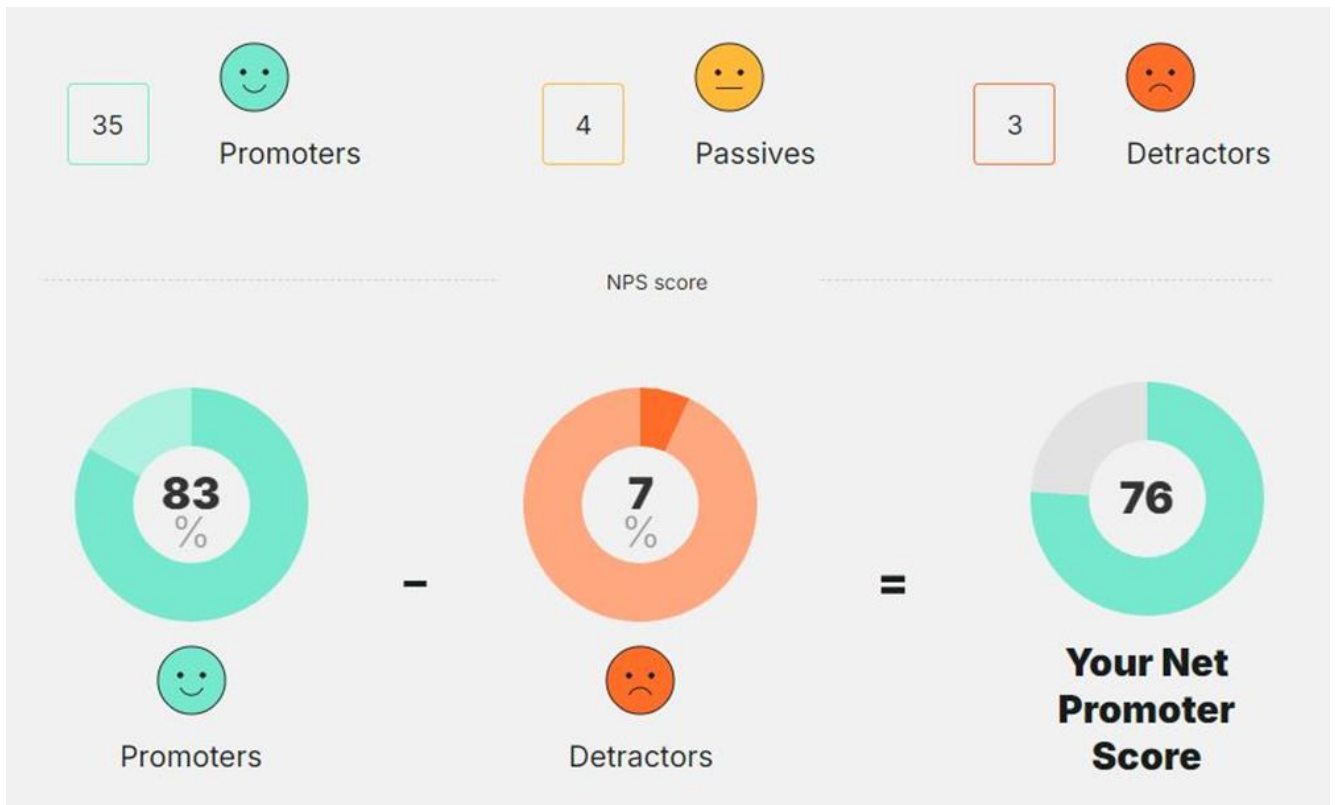 35
Promoters
4
Passives
3
Detractors
NPS score
83
%
-
7
%
=
76
Promoters
Detractors
Your Net
Promoter
Score